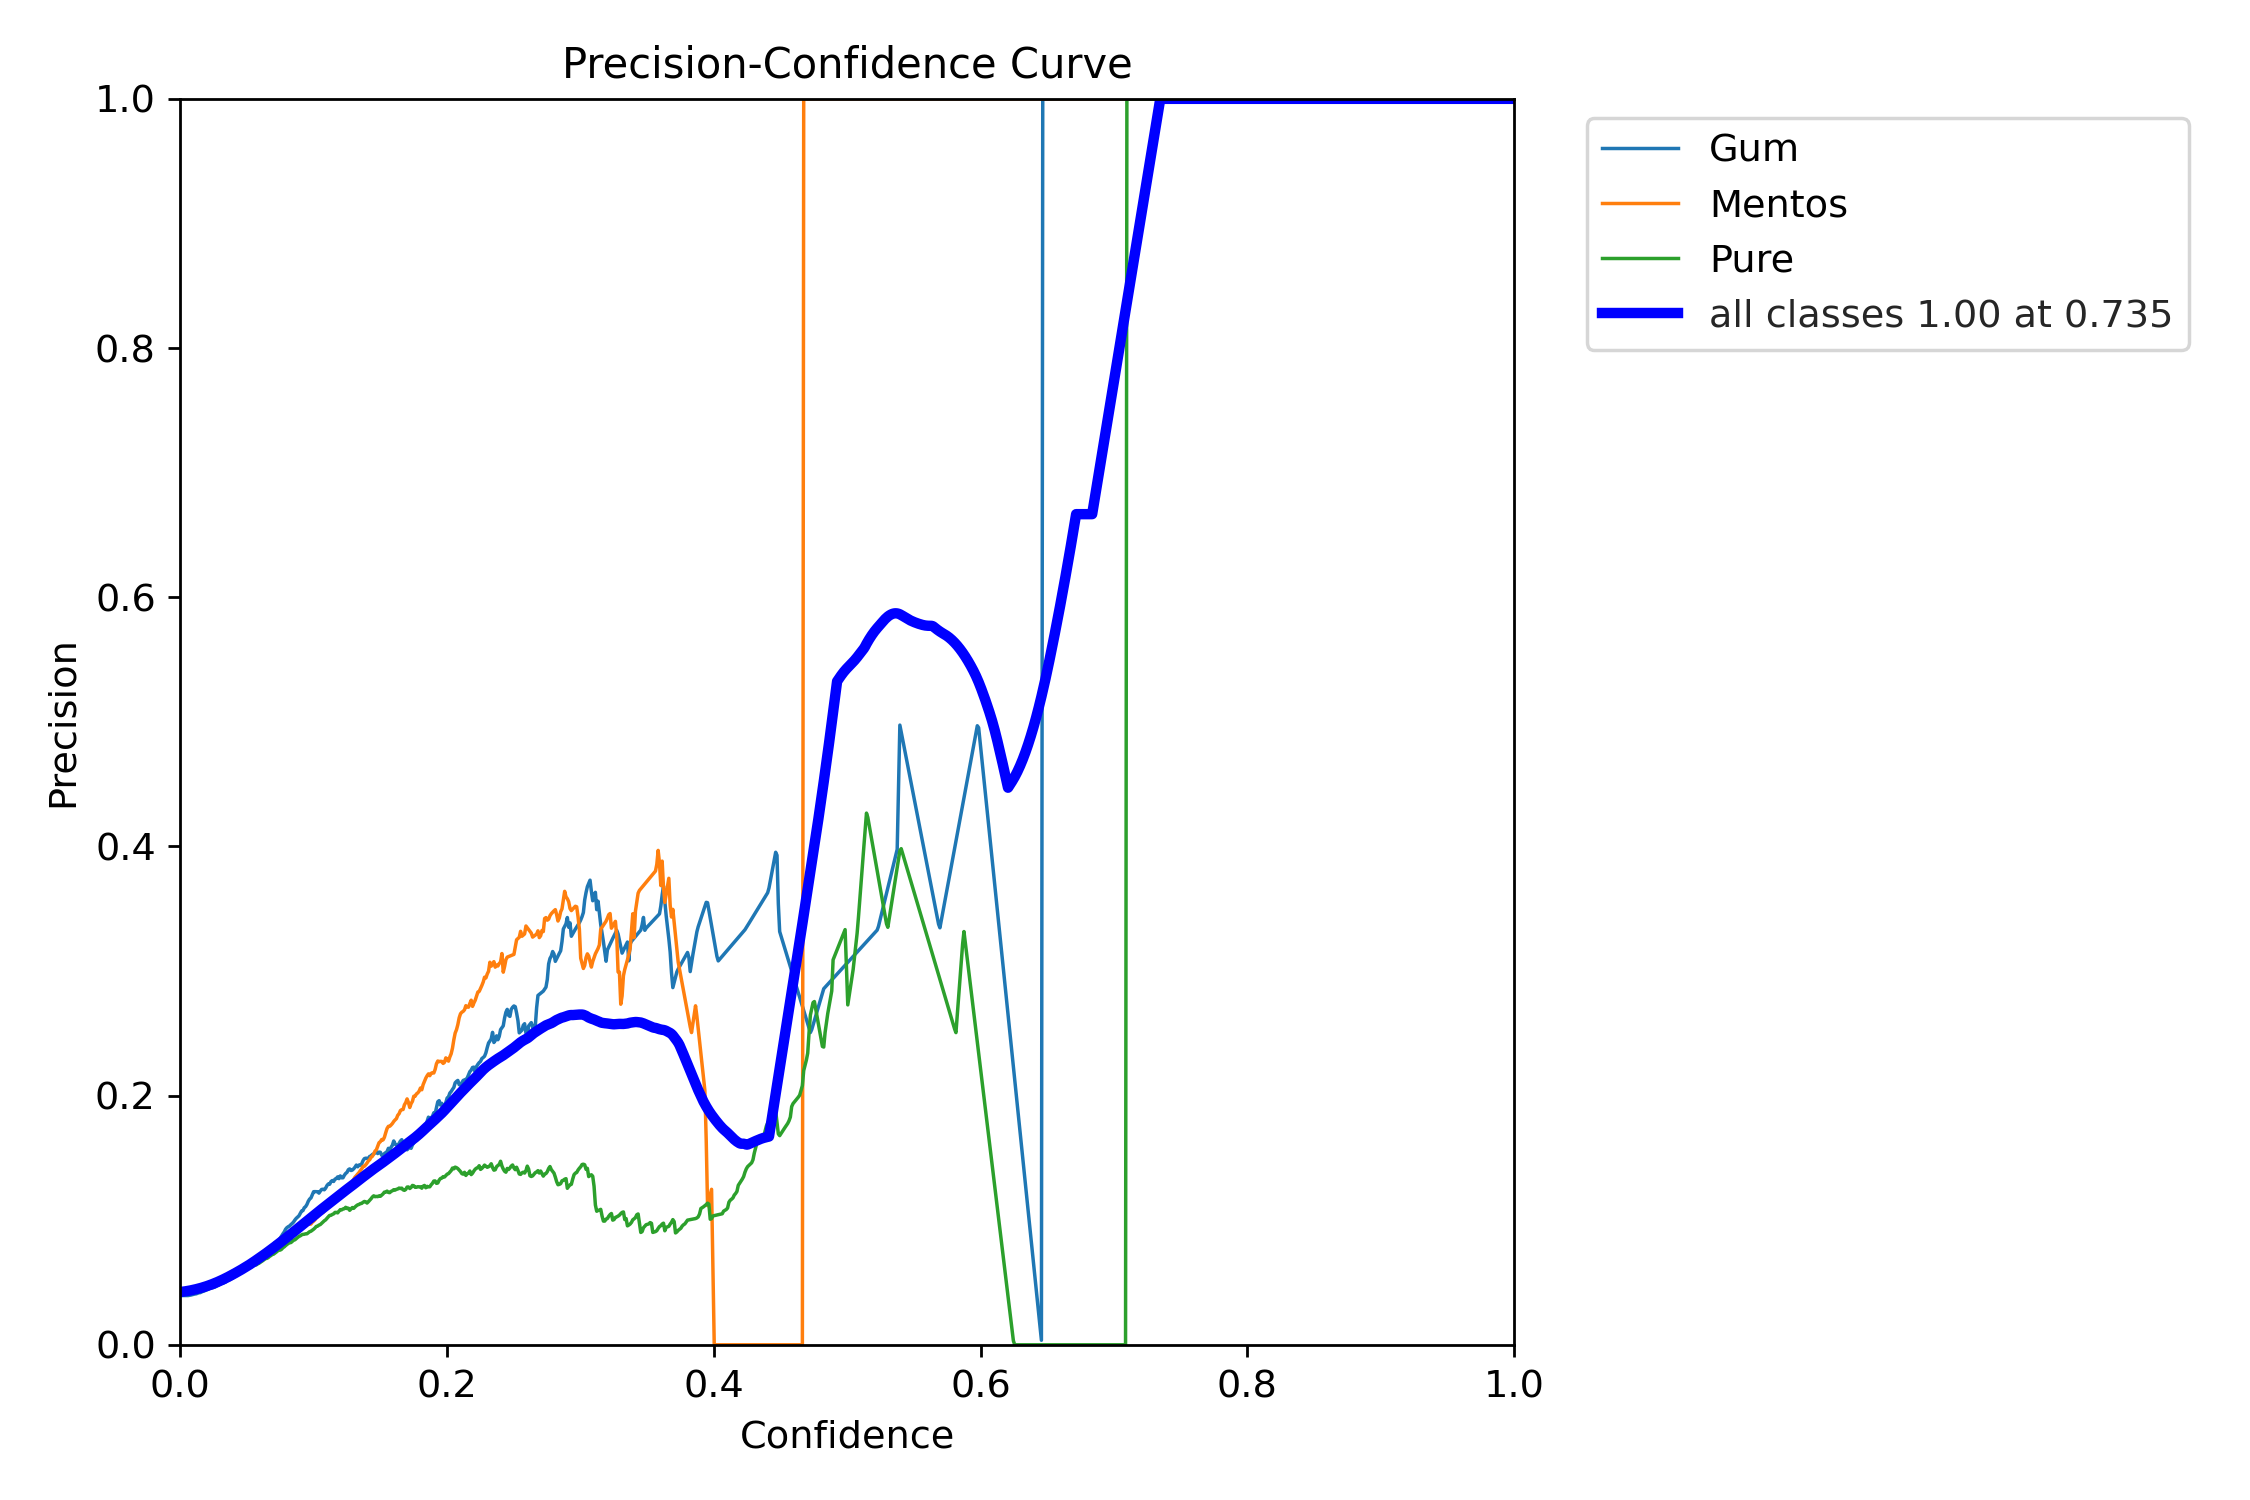 Precision-Confidence Curve
1.0
0.8
0.6
0.4
0.2
0.0
Precision
0.0 0.2 0.4 0.6 0.8 1.0
Confidence
Gum
Mentos
Pure
all classes 1.00 at 0.735